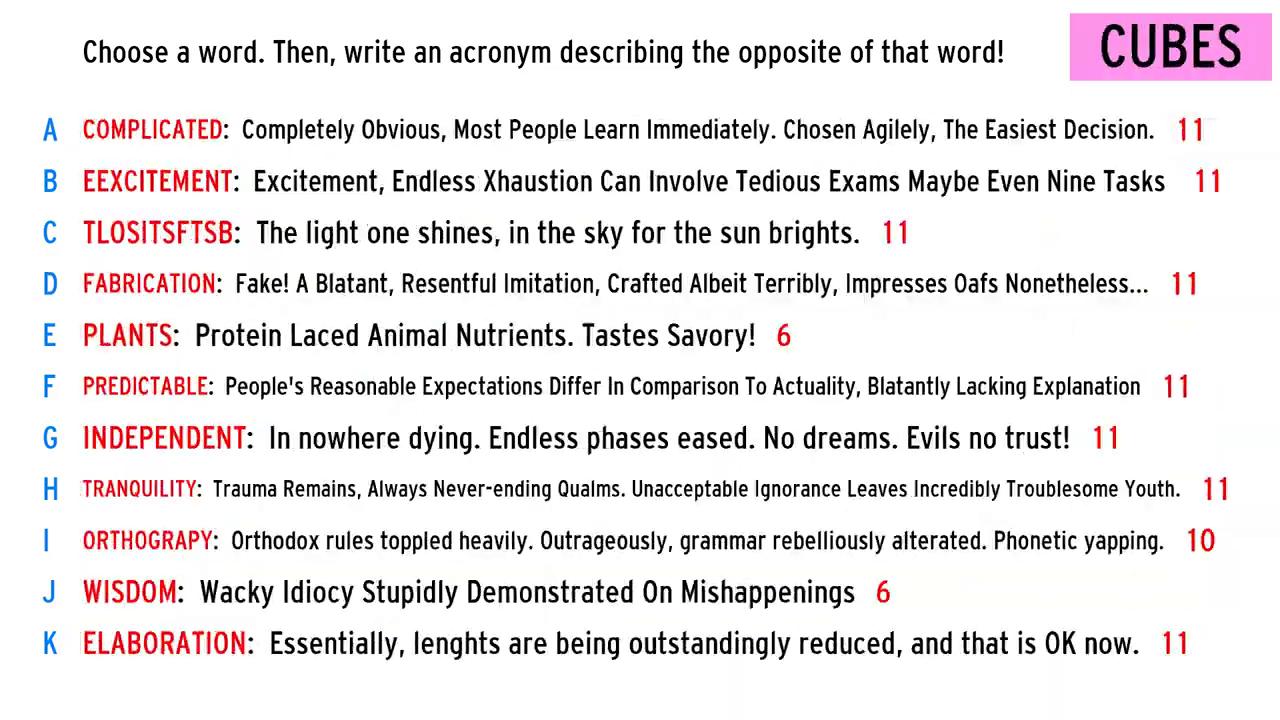 Choose a word. Then, write an acronym describing the opposite of that word!
CUBES
A COMPLICATED: Completely Obvious, Most People Learn Immediately. Chosen Agilely, The Easiest Decision. 11
B EEXCITEMENT: Excitement, Endless Xhaustion Can Involve Tedious Exams Maybe Even Nine Tasks 11
C TLOSITSFTSB: The light one shines, in the sky for the sun brights. 11
D FABRICATION: Fake! A Blatant, Resentful Imitation, Crafted Albeit Terribly, Impresses Oafs Nonetheless... 11
E PLANTS: Protein Laced Animal Nutrients. Tastes Savory! 6
F PREDICTABLE: People's Reasonable Expectations Differ In Comparison To Actuality, Blatantly Lacking Explanation 11
G INDEPENDENT: In nowhere dying. Endless phases eased. No dreams. Evils no trust! 11
H TRANQUILITY: Trauma Remains, Always Never-ending Qualms. Unacceptable Ignorance Leaves Incredibly Troublesome Youth. 11
I ORTHOGRAPY: Orthodox rules toppled heavily. Outrageously, grammar rebelliously alterated. Phonetic yapping. 10
J WISDOM: Wacky Idiocy Stupidly Demonstrated On Mishappenings 6
K ELABORATION: Essentially, lenghts are being outstandingly reduced, and that is OK now. 11